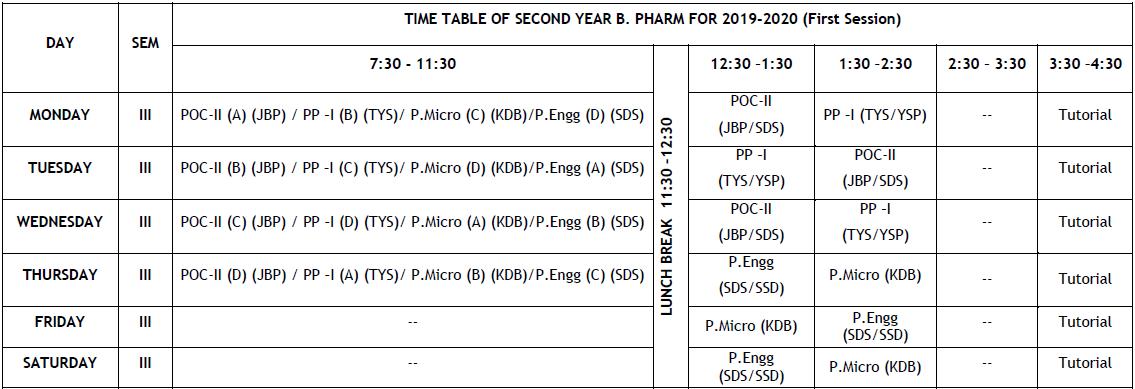 TIME TABLE OF SECOND YEAR B. PHARM FOR 2019-2020 (First Session)
DAY
SEM
7:30 - 11:30
LUNCH BREAK 11:30 -12:30
12:30 -1:30
1:30 -2:30
2:30 - 3:30
3:30 -4:30
MONDAY
III
POC-II (A) (JBP) / PP -I (B) (TYS)/ P.Micro (C) (KDB)/P.Engg (D) (SDS)
POC-II
(JBP/SDS)
PP -I (TYS/YSP)
--
Tutorial
TUESDAY
III
POC-II (B) (JBP) / PP -I (C) (TYS)/ P.Micro (D) (KDB)/P.Engg (A) (SDS)
PP -I
(TYS/YSP)
POC-II
(JBP/SDS)
--
Tutorial
WEDNESDAY
III
POC-II (C) (JBP) / PP -I (D) (TYS)/ P.Micro (A) (KDB)/P.Engg (B) (SDS)
POC-II
(JBP/SDS)
PP -I
(TYS/YSP)
--
Tutorial
THURSDAY
III
POC-II (D) (JBP) / PP -I (A) (TYS)/ P.Micro (B) (KDB)/P.Engg (C) (SDS)
P.Engg
(SDS/SSD)
P.Micro (KDB)
--
Tutorial
FRIDAY
III
--
P.Micro (KDB)
P.Engg
(SDS/SSD)
--
Tutorial
SATURDAY
III
--
P.Engg
(SDS/SSD)
P.Micro (KDB)
--
Tutorial